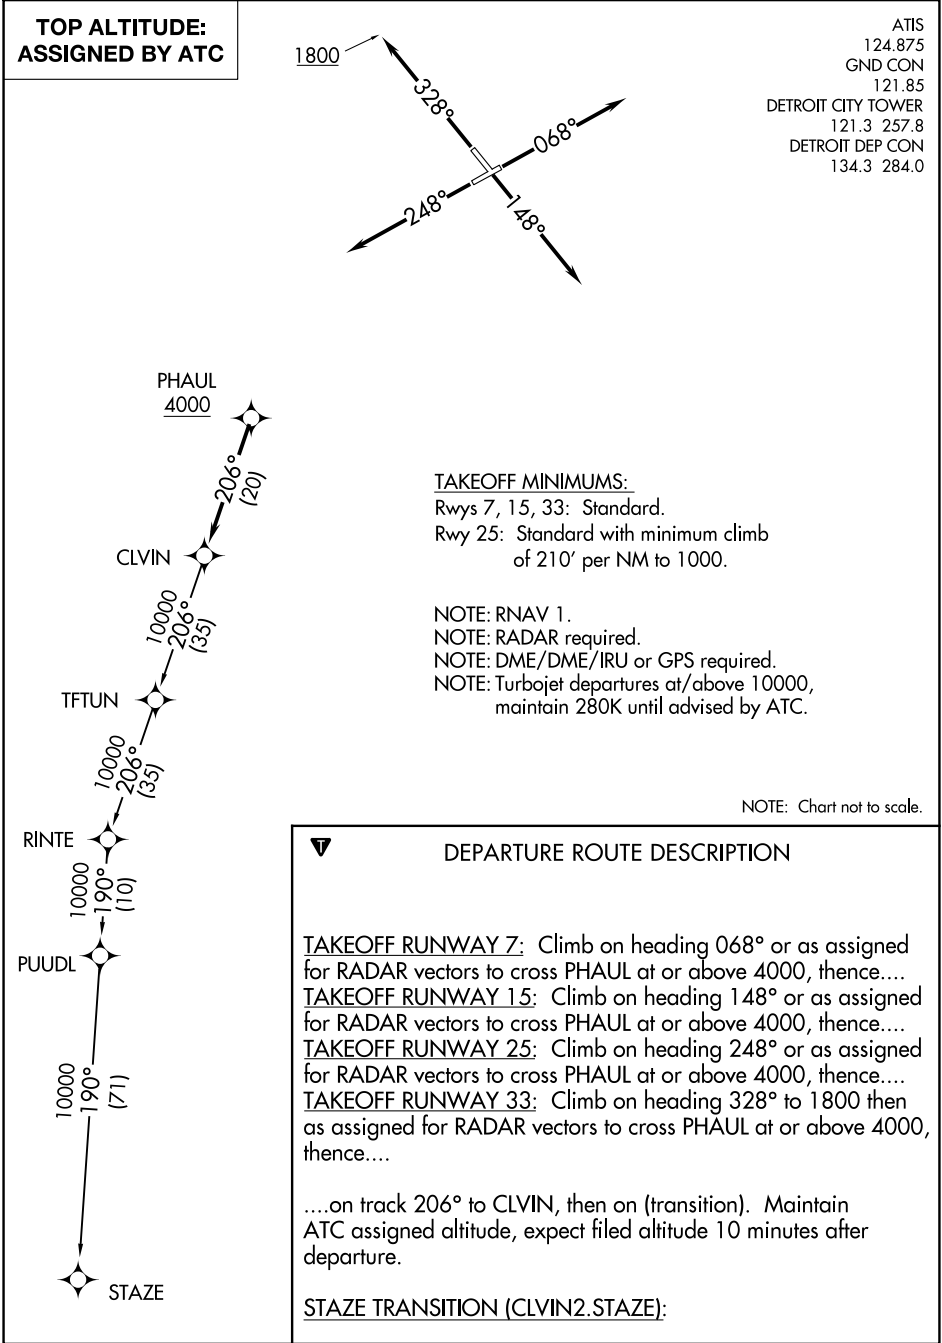 TOP ALTITUDE:
ASSIGNED BY ATC
ATIS
124.875
GND CON
121.85
DETROIT CITY TOWER
121.3 257.8
DETROIT DEP CON
134.3 284.0
1800
328°
068°
248°
148°
PHAUL
4000
206°
(20)
CLVIN
10000
206°
(35)
TFTUN
10000
206°
(35)
RINTE
10000
190°
(10)
PUUDL
10000
190°
(71)
STAZE
TAKEOFF MINIMUMS:
Rwys 7, 15, 33: Standard.
Rwy 25: Standard with minimum climb
of 210' per NM to 1000.
NOTE: RNAV 1.
NOTE: RADAR required.
NOTE: DME/DME/IRU or GPS required.
NOTE: Turbojet departures at/above 10000,
maintain 280K until advised by ATC.
NOTE: Chart not to scale.
T
DEPARTURE ROUTE DESCRIPTION
TAKEOFF RUNWAY 7: Climb on heading 068° or as assigned
for RADAR vectors to cross PHAUL at or above 4000, thence....
TAKEOFF RUNWAY 15: Climb on heading 148° or as assigned
for RADAR vectors to cross PHAUL at or above 4000, thence....
TAKEOFF RUNWAY 25: Climb on heading 248° or as assigned
for RADAR vectors to cross PHAUL at or above 4000, thence....
TAKEOFF RUNWAY 33: Climb on heading 328° to 1800 then
as assigned for RADAR vectors to cross PHAUL at or above 4000,
thence....
....on track 206° to CLVIN, then on (transition). Maintain
ATC assigned altitude, expect filed altitude 10 minutes after
departure.
STAZE TRANSITION (CLVIN2.STAZE):